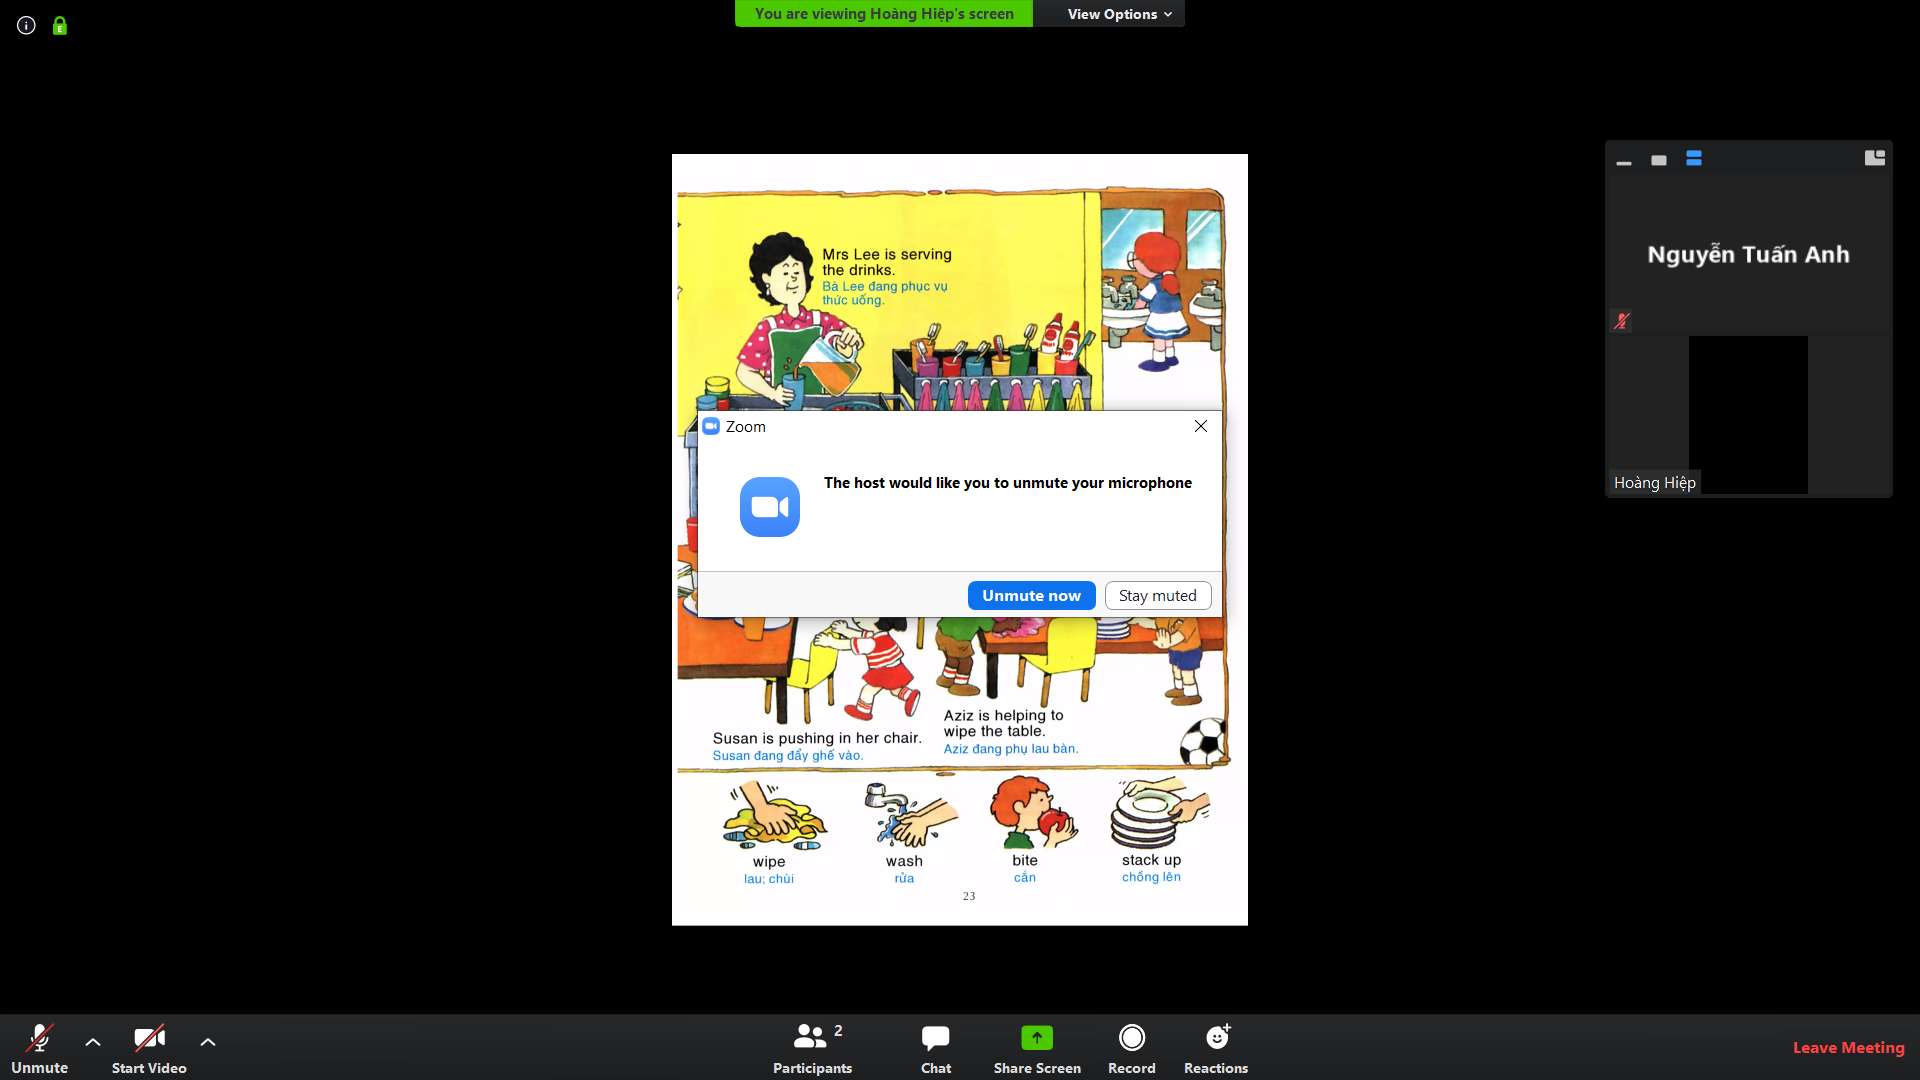 You are viewing Hoàng Hiệp's screen
View Options
Nguyễn Tuấn Anh
Hoàng Hiệp
Mrs Lee is serving
the drinks.
Bà Lee đang phục vụ
thức uống.
Zoom
The host would like you to unmute your microphone
Unmute now
Stay muted
Susan is pushing in her chair.
Susan đang đẩy ghế vào.
Aziz is helping to
wipe the table.
Aziz đang phụ lau bàn.
wipe
lau; chùi
wash
rửa
bite
cắn
stack up
chồng lên
23
Unmute
Start Video
Participants
2
Chat
Share Screen
Record
Reactions
Leave Meeting